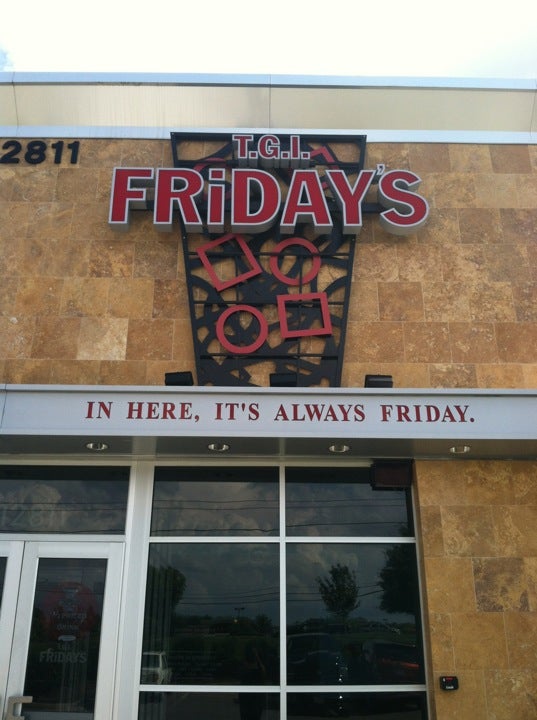 2811
T.G.I.
FRiDAY'S
IN HERE, IT'S ALWAYS FRIDAY.
FRiDAYS